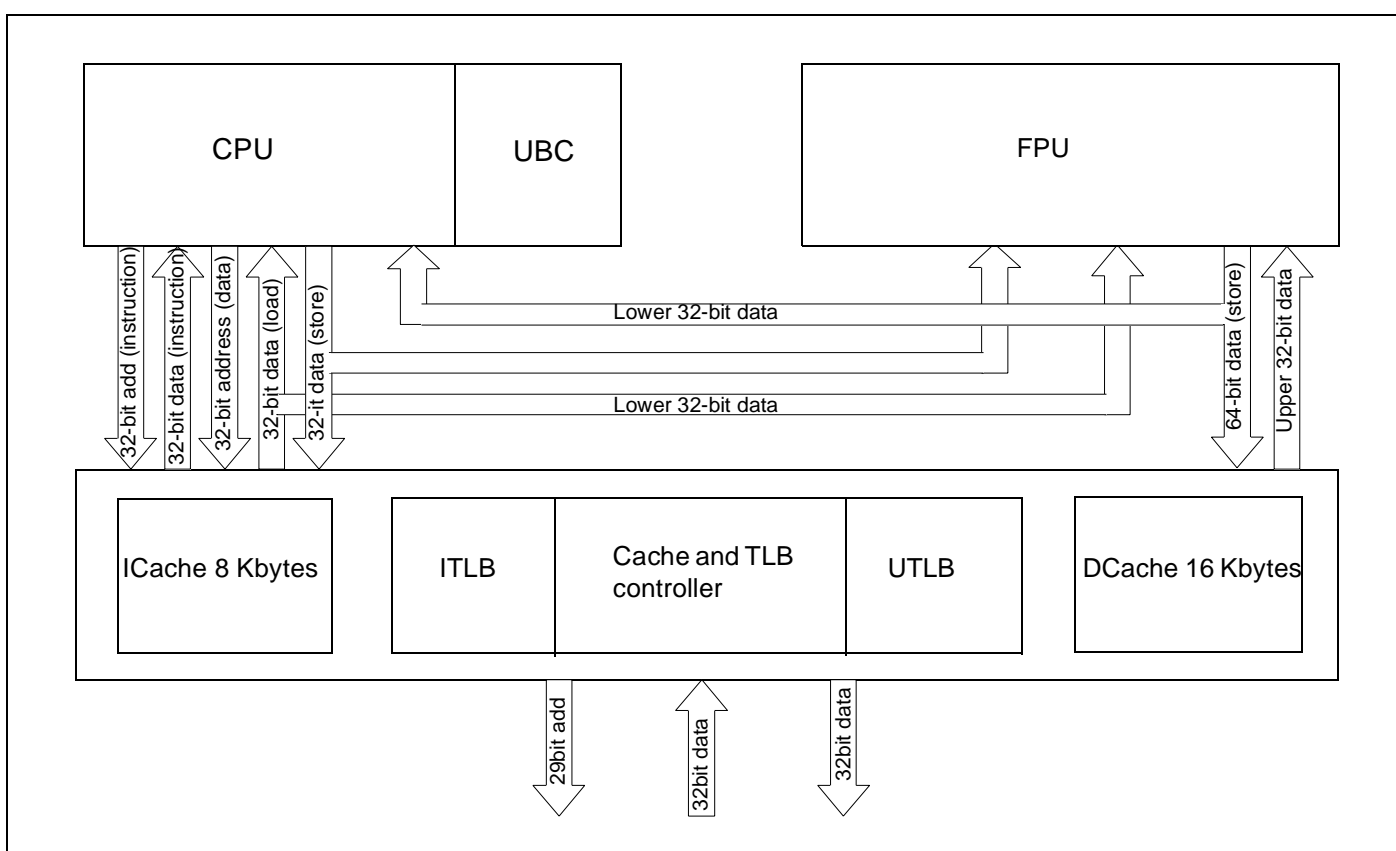 CPU
UBC
FPU
32-bit add (instruction)
32-bit data (instruction)
32-bit address (data)
32-bit data (load)
32-it data (store)
Lower 32-bit data
Lower 32-bit data
64-bit data (store)
Upper 32-bit data
ICache 8 Kbytes
ITLB
Cache and TLB
controller
UTLB
DCache 16 Kbytes
29bit add
32bit data
32bit data